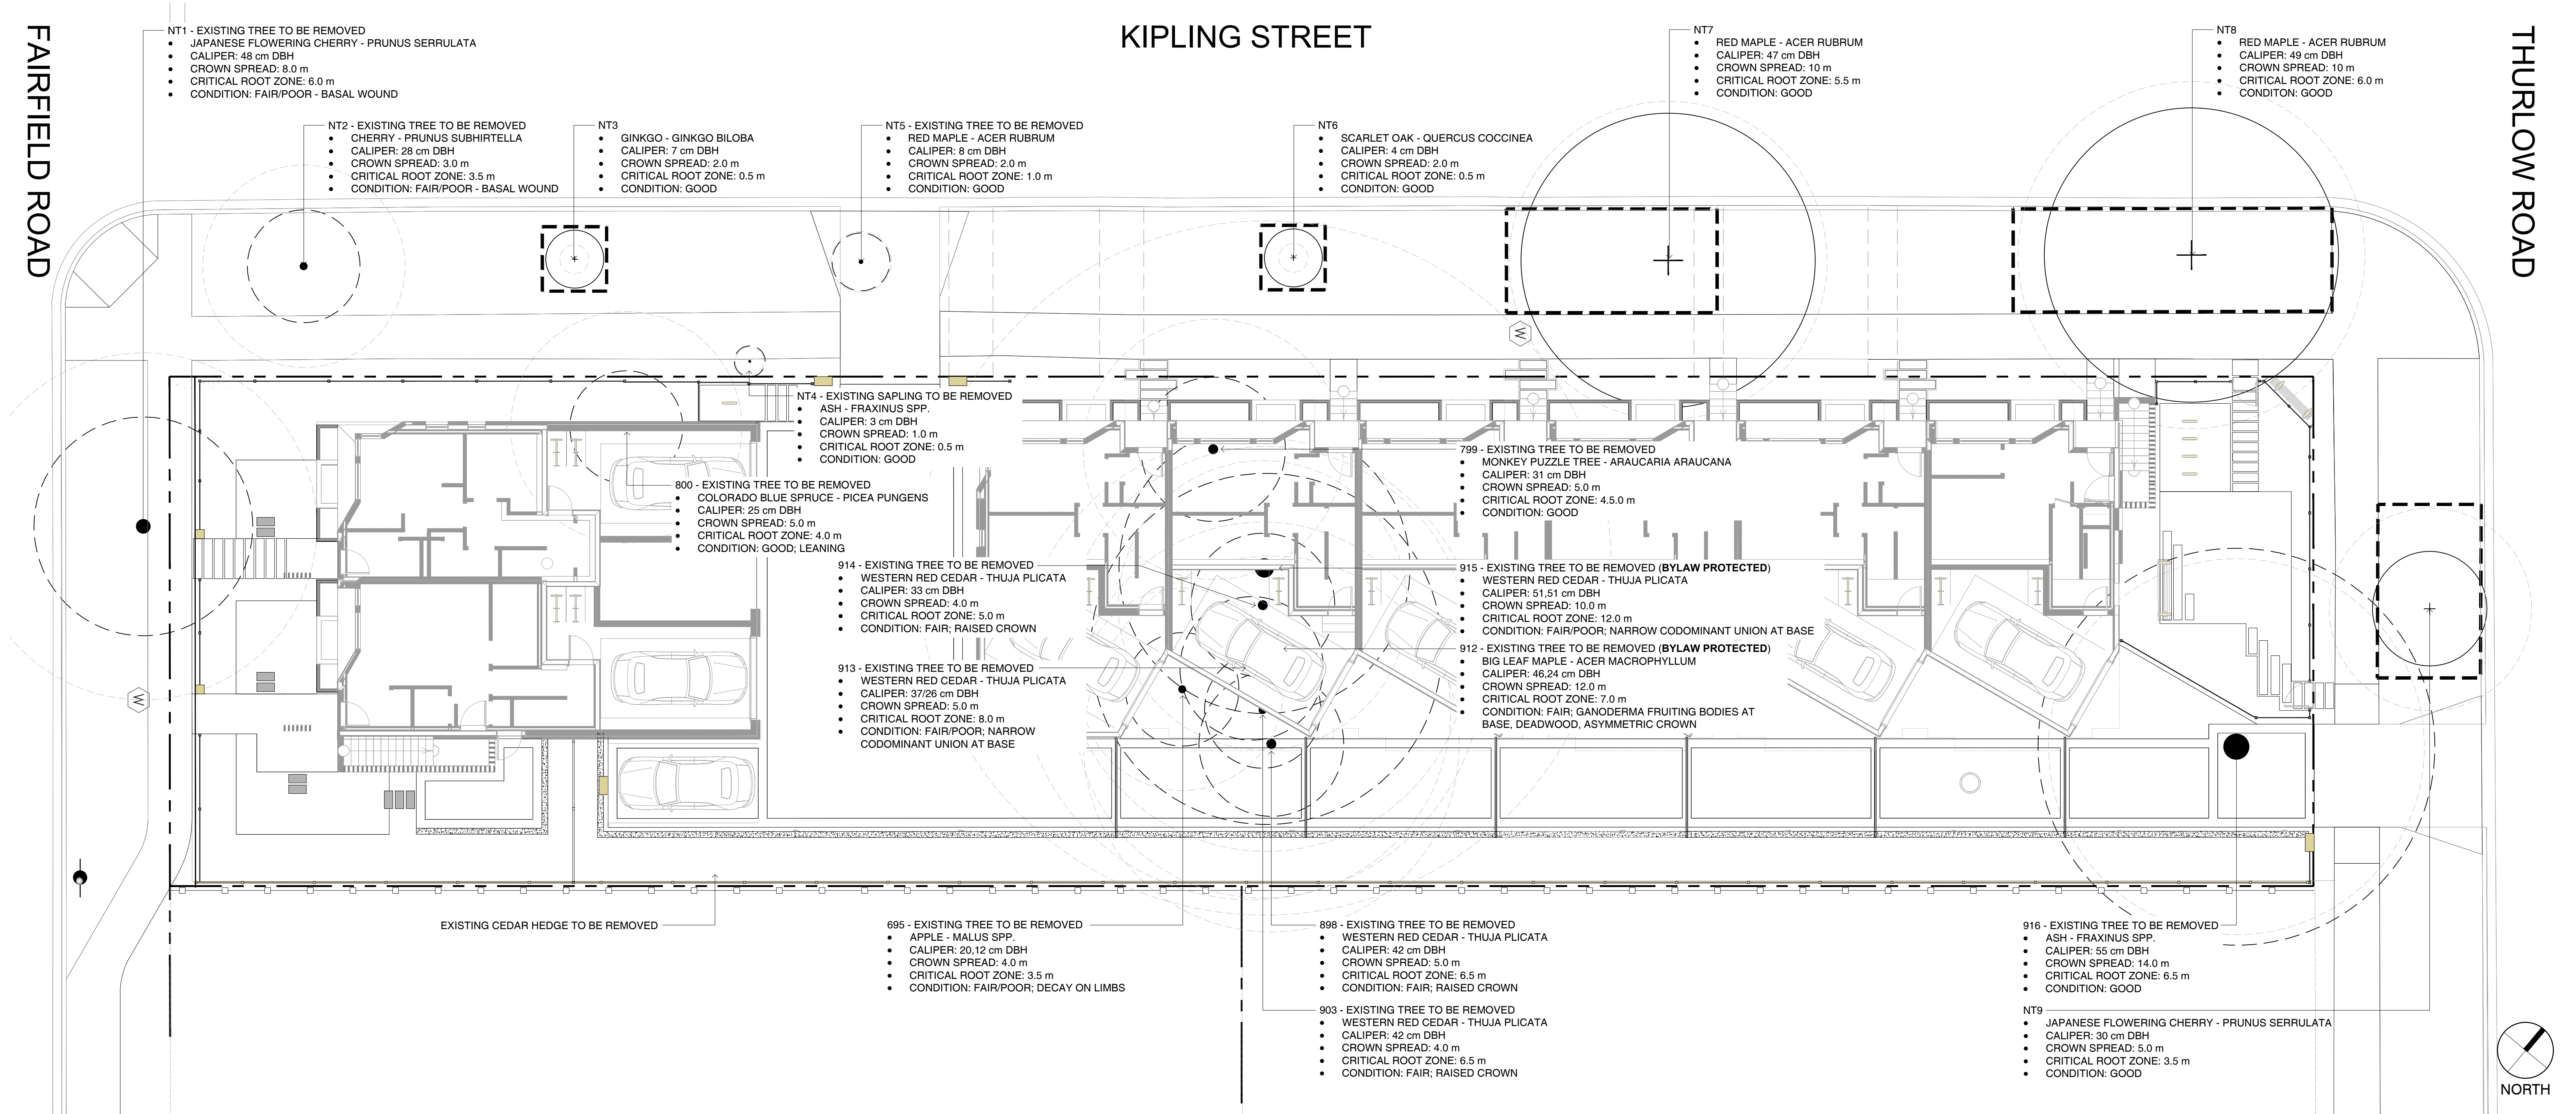 FAIRFIELD ROAD
KIPLING STREET
THURLOW ROAD
NT1 - EXISTING TREE TO BE REMOVED
• JAPANESE FLOWERING CHERRY - PRUNUS SERRULATA
• CALIPER: 48 cm DBH
• CROWN SPREAD: 8.0 m
• CRITICAL ROOT ZONE: 6.0 m
• CONDITION: FAIR/POOR - BASAL WOUND
NT7
• RED MAPLE - ACER RUBRUM
• CALIPER: 47 cm DBH
• CROWN SPREAD: 10 m
• CRITICAL ROOT ZONE: 5.5 m
• CONDITION: GOOD
NT8
• RED MAPLE - ACER RUBRUM
• CALIPER: 49 cm DBH
• CROWN SPREAD: 10 m
• CRITICAL ROOT ZONE: 6.0 m
• CONDITON: GOOD
NT2 - EXISTING TREE TO BE REMOVED
• CHERRY - PRUNUS SUBHIRTELLA
• CALIPER: 28 cm DBH
• CROWN SPREAD: 3.0 m
• CRITICAL ROOT ZONE: 3.5 m
• CONDITION: FAIR/POOR - BASAL WOUND
NT3
• GINKGO - GINKGO BILOBA
• CALIPER: 7 cm DBH
• CROWN SPREAD: 2.0 m
• CRITICAL ROOT ZONE: 0.5 m
• CONDITION: GOOD
NT5 - EXISTING TREE TO BE REMOVED
• RED MAPLE - ACER RUBRUM
• CALIPER: 8 cm DBH
• CROWN SPREAD: 2.0 m
• CRITICAL ROOT ZONE: 1.0 m
• CONDITION: GOOD
NT6
• SCARLET OAK - QUERCUS COCCINEA
• CALIPER: 4 cm DBH
• CROWN SPREAD: 2.0 m
• CRITICAL ROOT ZONE: 0.5 m
• CONDITON: GOOD
W
NT4 - EXISTING SAPLING TO BE REMOVED
• ASH - FRAXINUS SPP.
• CALIPER: 3 cm DBH
• CROWN SPREAD: 1.0 m
• CRITICAL ROOT ZONE: 0.5 m
• CONDITION: GOOD
800 - EXISTING TREE TO BE REMOVED
• COLORADO BLUE SPRUCE - PICEA PUNGENS
• CALIPER: 25 cm DBH
• CROWN SPREAD: 5.0 m
• CRITICAL ROOT ZONE: 4.0 m
• CONDITION: GOOD; LEANING
799 - EXISTING TREE TO BE REMOVED
• MONKEY PUZZLE TREE - ARAUCARIA ARAUCANA
• CALIPER: 31 cm DBH
• CROWN SPREAD: 5.0 m
• CRITICAL ROOT ZONE: 4.5.0 m
• CONDITION: GOOD
914 - EXISTING TREE TO BE REMOVED
• WESTERN RED CEDAR - THUJA PLICATA
• CALIPER: 33 cm DBH
• CROWN SPREAD: 4.0 m
• CRITICAL ROOT ZONE: 5.0 m
• CONDITION: FAIR; RAISED CROWN
915 - EXISTING TREE TO BE REMOVED (BYLAW PROTECTED)
• WESTERN RED CEDAR - THUJA PLICATA
• CALIPER: 51,51 cm DBH
• CROWN SPREAD: 10.0 m
• CRITICAL ROOT ZONE: 12.0 m
• CONDITION: FAIR/POOR; NARROW CODOMINANT UNION AT BASE
913 - EXISTING TREE TO BE REMOVED
• WESTERN RED CEDAR - THUJA PLICATA
• CALIPER: 37/26 cm DBH
• CROWN SPREAD: 5.0 m
• CRITICAL ROOT ZONE: 8.0 m
• CONDITION: FAIR/POOR; NARROW
CODOMINANT UNION AT BASE
912 - EXISTING TREE TO BE REMOVED (BYLAW PROTECTED)
• BIG LEAF MAPLE - ACER MACROPHYLLUM
• CALIPER: 46,24 cm DBH
• CROWN SPREAD: 12.0 m
• CRITICAL ROOT ZONE: 7.0 m
• CONDITION: FAIR; GANODERMA FRUITING BODIES AT
BASE, DEADWOOD, ASYMMETRIC CROWN
W
EXISTING CEDAR HEDGE TO BE REMOVED
695 - EXISTING TREE TO BE REMOVED
• APPLE - MALUS SPP.
• CALIPER: 20,12 cm DBH
• CROWN SPREAD: 4.0 m
• CRITICAL ROOT ZONE: 3.5 m
• CONDITION: FAIR/POOR; DECAY ON LIMBS
898 - EXISTING TREE TO BE REMOVED
• WESTERN RED CEDAR - THUJA PLICATA
• CALIPER: 42 cm DBH
• CROWN SPREAD: 5.0 m
• CRITICAL ROOT ZONE: 6.5 m
• CONDITION: FAIR; RAISED CROWN
903 - EXISTING TREE TO BE REMOVED
• WESTERN RED CEDAR - THUJA PLICATA
• CALIPER: 42 cm DBH
• CROWN SPREAD: 4.0 m
• CRITICAL ROOT ZONE: 6.5 m
• CONDITION: FAIR; RAISED CROWN
916 - EXISTING TREE TO BE REMOVED
• ASH - FRAXINUS SPP.
• CALIPER: 55 cm DBH
• CROWN SPREAD: 14.0 m
• CRITICAL ROOT ZONE: 6.5 m
• CONDITION: GOOD
NT9
• JAPANESE FLOWERING CHERRY - PRUNUS SERRULATA
• CALIPER: 30 cm DBH
• CROWN SPREAD: 5.0 m
• CRITICAL ROOT ZONE: 3.5 m
• CONDITION: GOOD
NORTH